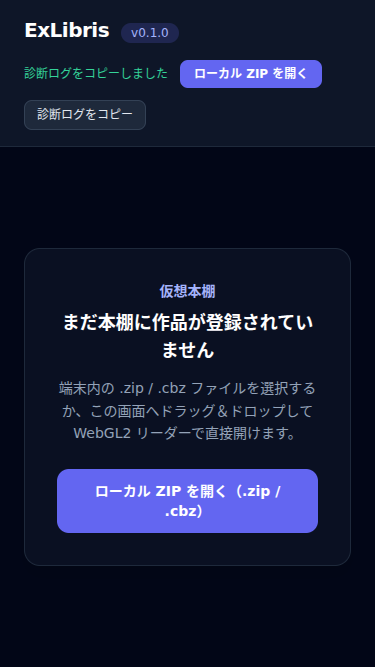 ExLibris v0.1.0
診断ログをコピーしました ローカル ZIP を開く
診断ログをコピー
仮想本棚
まだ本棚に作品が登録されてい
ません
端末内の .zip / .cbz ファイルを選択する
か、この画面へドラッグ＆ドロップして
WebGL2 リーダーで直接開けます。
ローカル ZIP を開く（.zip /
.cbz）